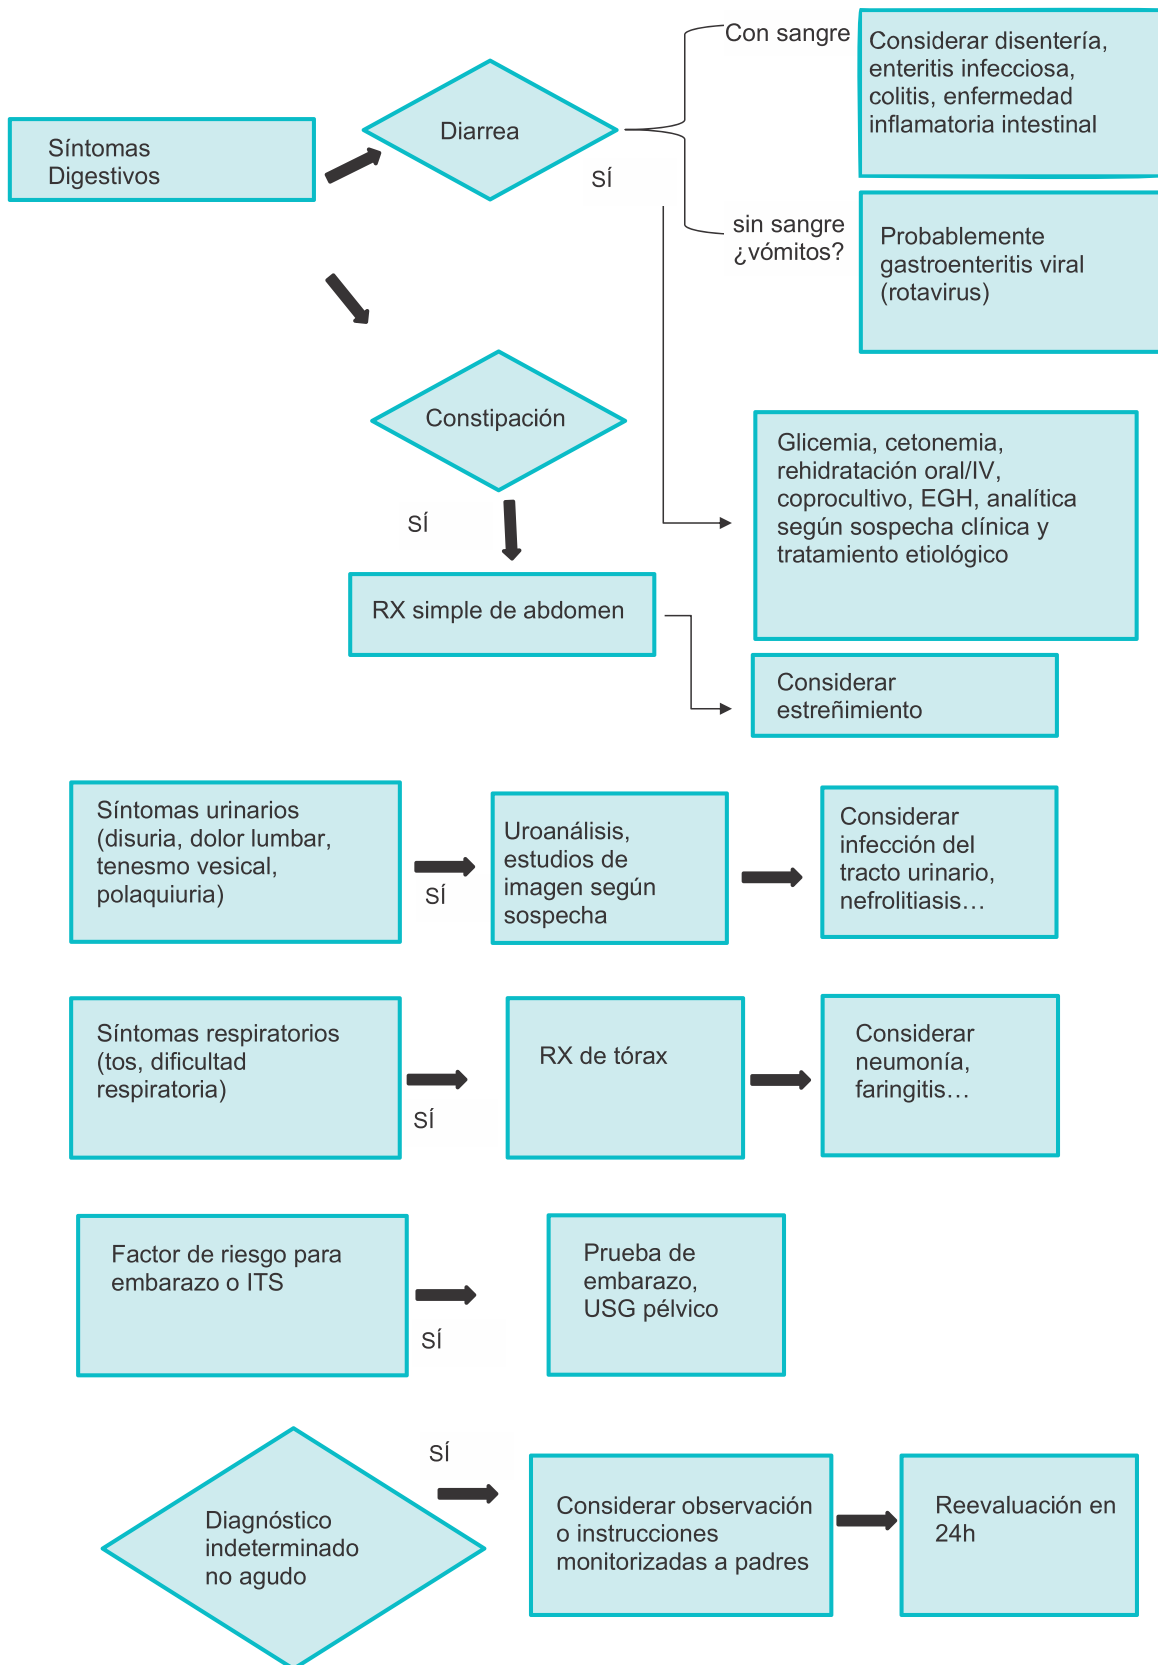 Síntomas
Digestivos
Diarrea
SÍ
Con sangre
Considerar disentería,
enteritis infecciosa,
colitis, enfermedad
inflamatoria intestinal
sin sangre
¿vómitos?
Probablemente
gastroenteritis viral
(rotavirus)
Constipación
SÍ
Glicemia, cetonemia,
rehidratación oral/IV,
coprocultivo, EGH, analítica
según sospecha clínica y
tratamiento etiológico
RX simple de abdomen
Considerar
estreñimiento
Síntomas urinarios
(disuria, dolor lumbar,
tenesmo vesical,
polaquiuria)
SÍ
Uroanálisis,
estudios de
imagen según
sospecha
Considerar
infección del
tracto urinario,
nefrolitiasis…
Síntomas respiratorios
(tos, dificultad
respiratoria)
SÍ
RX de tórax
Considerar
neumonía,
faringitis…
Factor de riesgo para
embarazo o ITS
SÍ
Prueba de
embarazo,
USG pélvico
Diagnóstico
indeterminado
no agudo
SÍ
Considerar observación
o instrucciones
monitorizadas a padres
Reevaluación en
24h